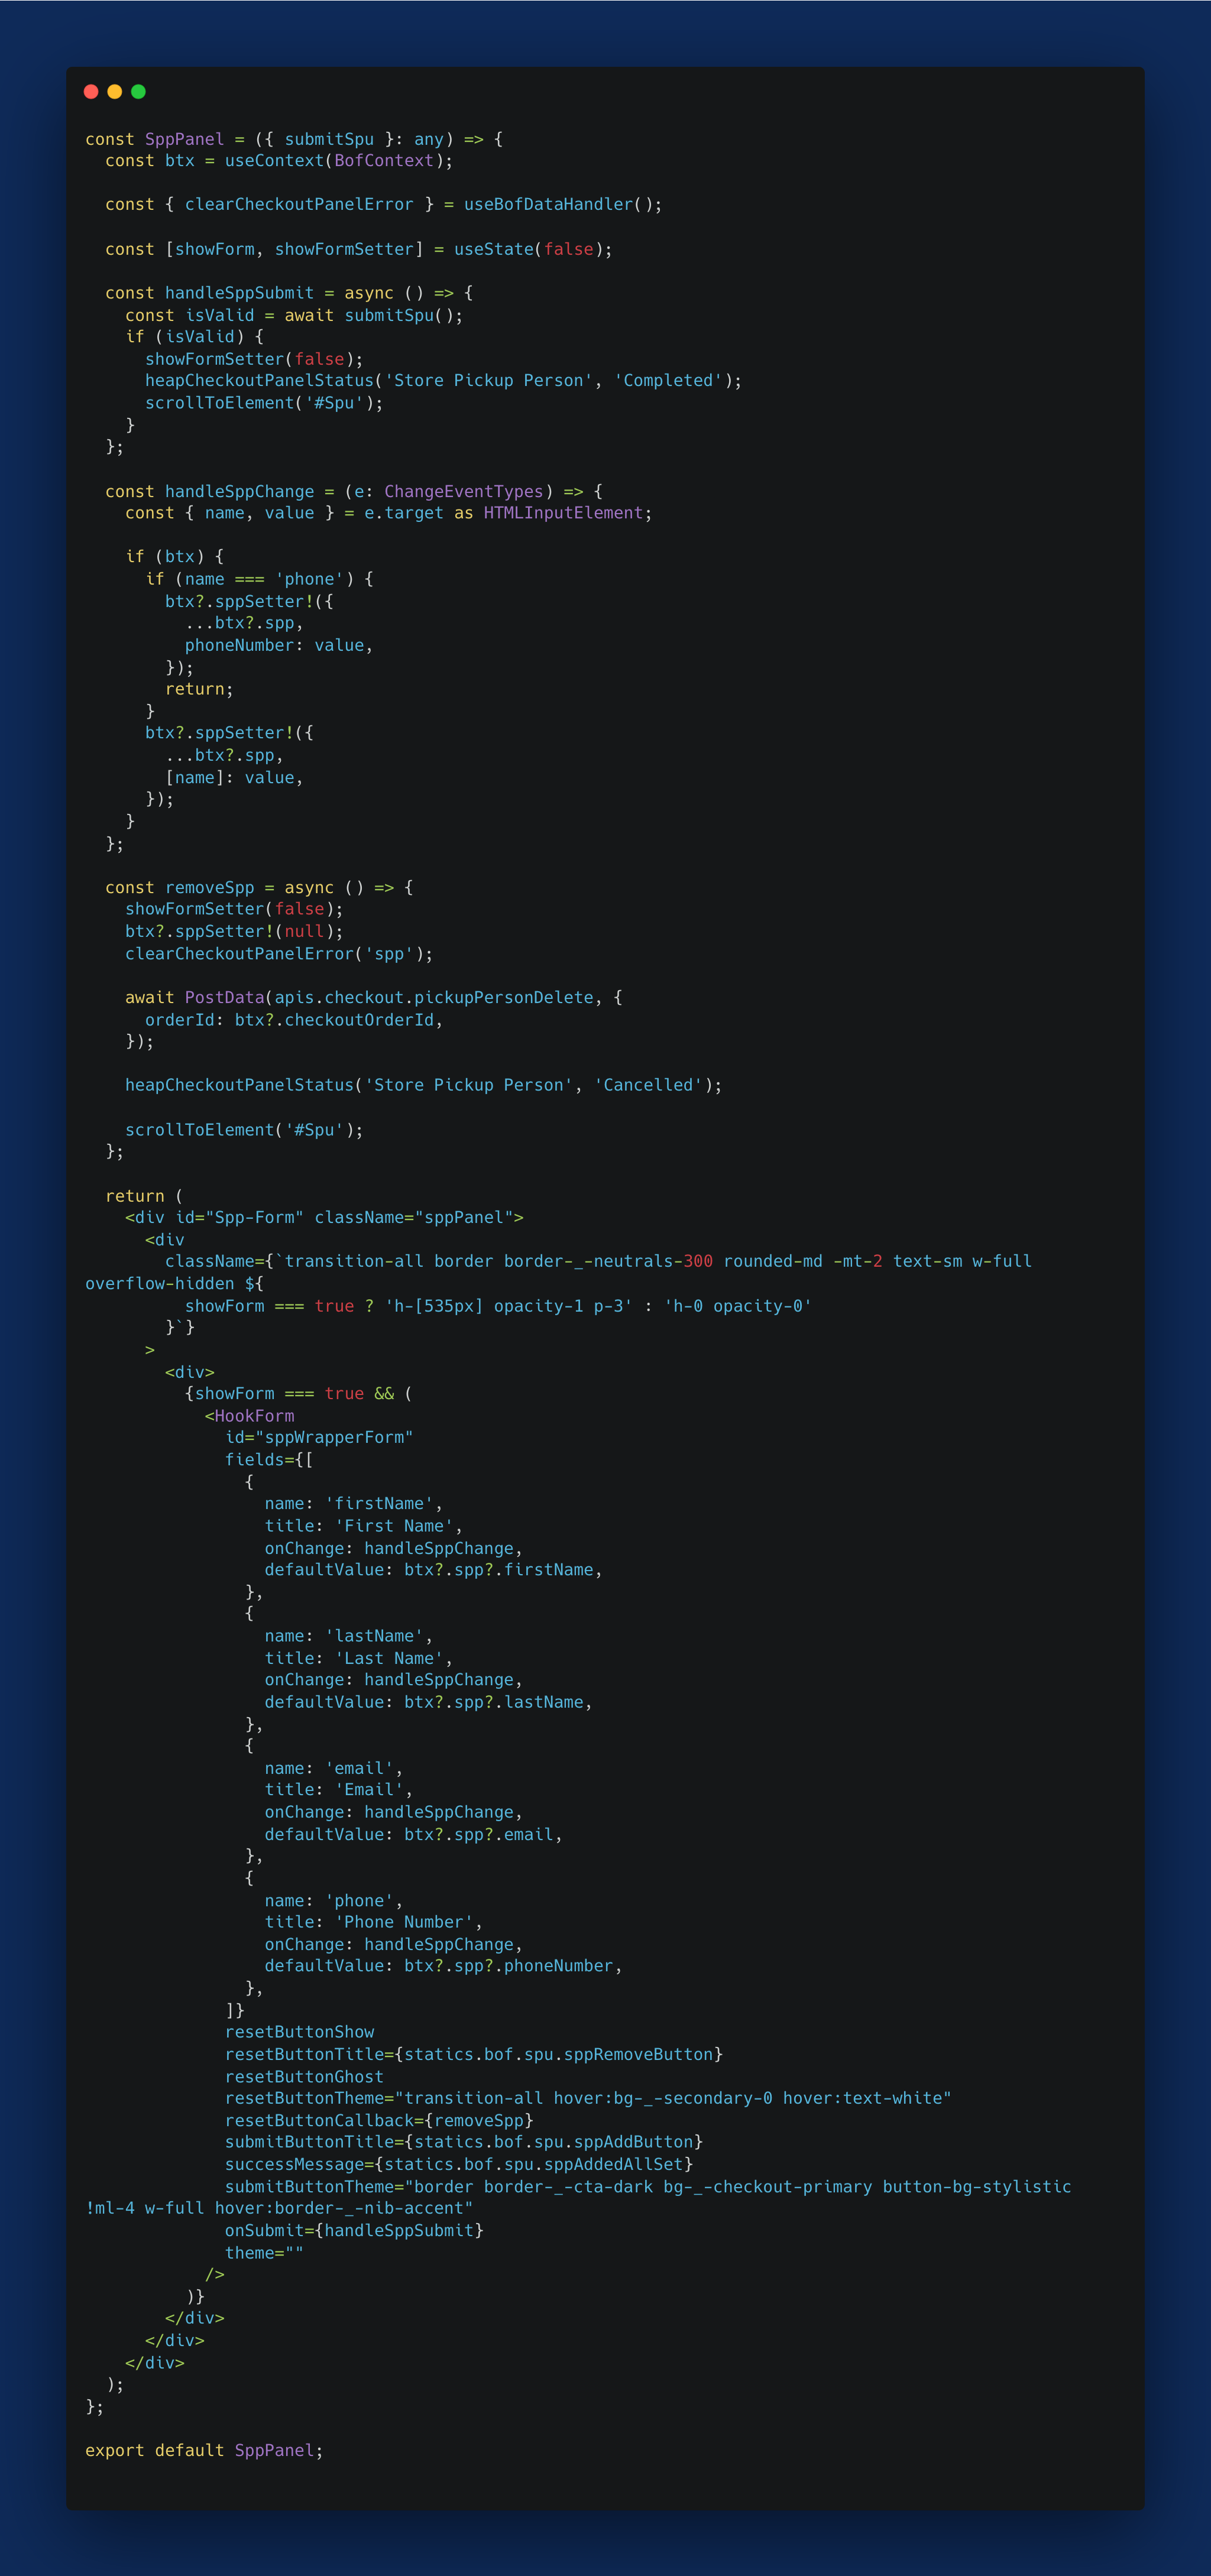 const SppPanel = ({ submitSpu }: any) => {
  const btx = useContext(BofContext);

  const { clearCheckoutPanelError } = useBofDataHandler();

  const [showForm, showFormSetter] = useState(false);

  const handleSppSubmit = async () => {
    const isValid = await submitSpu();
    if (isValid) {
      showFormSetter(false);
      heapCheckoutPanelStatus('Store Pickup Person', 'Completed');
      scrollToElement('#Spu');
    }
  };

  const handleSppChange = (e: ChangeEventTypes) => {
    const { name, value } = e.target as HTMLInputElement;

    if (btx) {
      if (name === 'phone') {
        btx?.sppSetter!({
          ...btx?.spp,
          phoneNumber: value,
        });
        return;
      }
      btx?.sppSetter!({
        ...btx?.spp,
        [name]: value,
      });
    }
  };

  const removeSpp = async () => {
    showFormSetter(false);
    btx?.sppSetter!(null);
    clearCheckoutPanelError('spp');

    await PostData(apis.checkout.pickupPersonDelete, {
      orderId: btx?.checkoutOrderId,
    });

    heapCheckoutPanelStatus('Store Pickup Person', 'Cancelled');

    scrollToElement('#Spu');
  };

  return (
    <div id="Spp-Form" className="sppPanel">
      <div
        className={`transition-all border border-_-neutrals-300 rounded-md -mt-2 text-sm w-full
overflow-hidden ${
          showForm === true ? 'h-[535px] opacity-1 p-3' : 'h-0 opacity-0'
        }`}
      >
        <div>
          {showForm === true && (
            <HookForm
              id="sppWrapperForm"
              fields={[
                {
                  name: 'firstName',
                  title: 'First Name',
                  onChange: handleSppChange,
                  defaultValue: btx?.spp?.firstName,
                },
                {
                  name: 'lastName',
                  title: 'Last Name',
                  onChange: handleSppChange,
                  defaultValue: btx?.spp?.lastName,
                },
                {
                  name: 'email',
                  title: 'Email',
                  onChange: handleSppChange,
                  defaultValue: btx?.spp?.email,
                },
                {
                  name: 'phone',
                  title: 'Phone Number',
                  onChange: handleSppChange,
                  defaultValue: btx?.spp?.phoneNumber,
                },
              ]}
              resetButtonShow
              resetButtonTitle={statics.bof.spu.sppRemoveButton}
              resetButtonGhost
              resetButtonTheme="transition-all hover:bg-_-secondary-0 hover:text-white"
              resetButtonCallback={removeSpp}
              submitButtonTitle={statics.bof.spu.sppAddButton}
              successMessage={statics.bof.spu.sppAddedAllSet}
              submitButtonTheme="border border-_-cta-dark bg-_-checkout-primary button-bg-stylistic
!ml-4 w-full hover:border-_-nib-accent"
              onSubmit={handleSppSubmit}
              theme=""
            />
          )}
        </div>
      </div>
    </div>
  );
};

export default SppPanel;